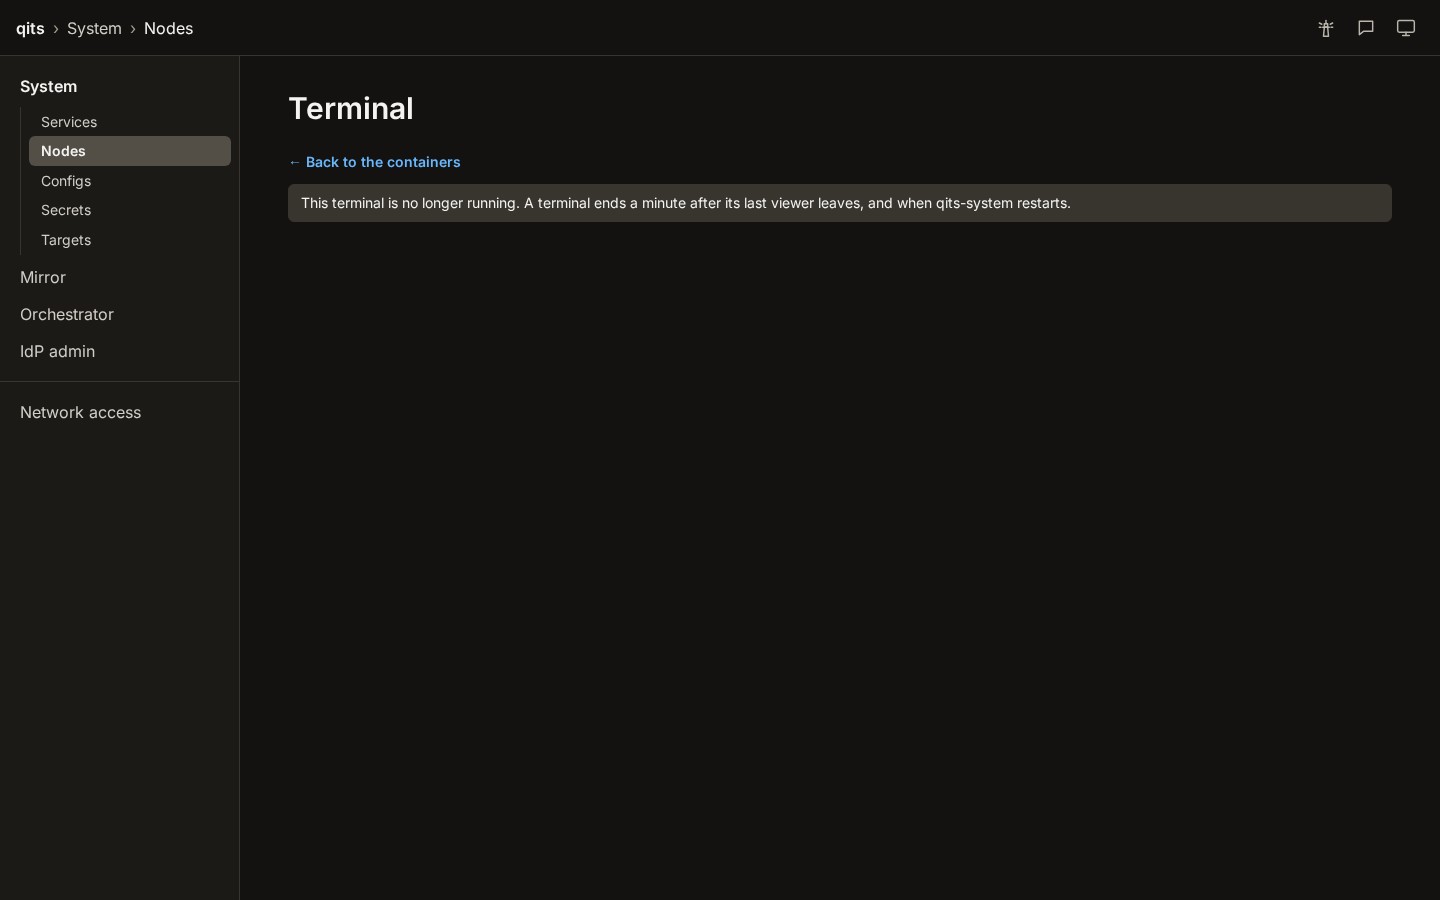 qits › System › Nodes
System
Services
Nodes
Configs
Secrets
Targets
Mirror
Orchestrator
IdP admin
Network access
Terminal
← Back to the containers
This terminal is no longer running. A terminal ends a minute after its last viewer leaves, and when qits-system restarts.